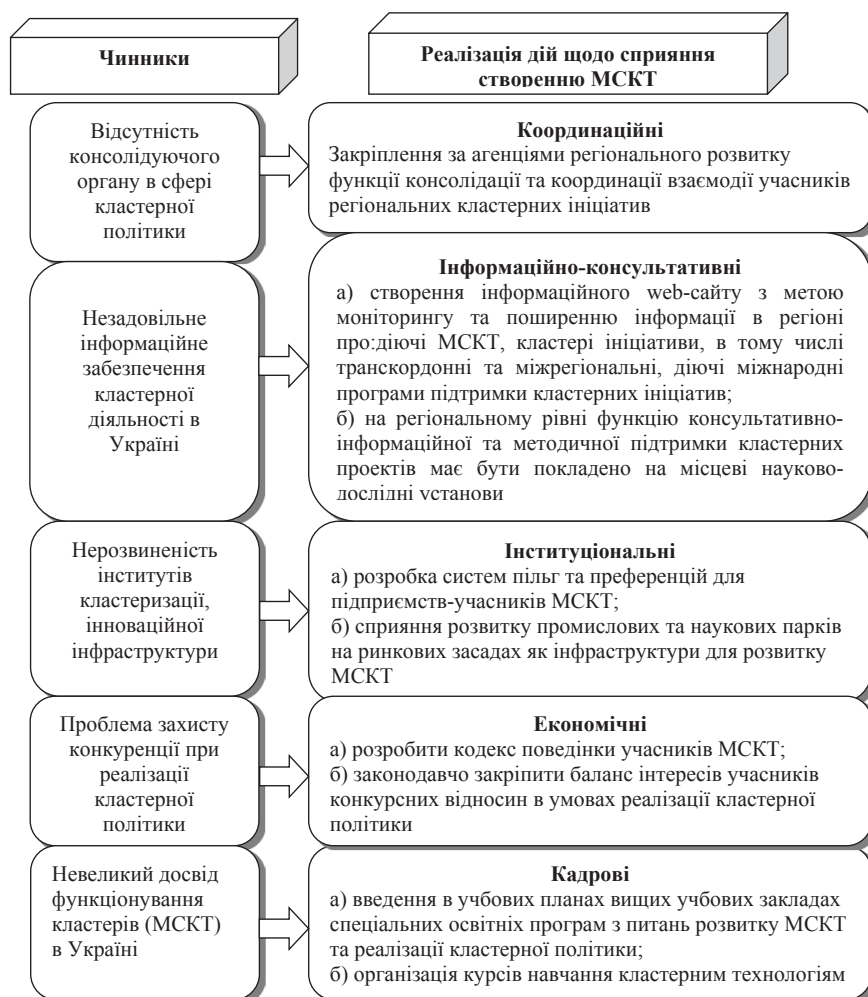 Чинники
Реалізація дій щодо сприяння
створенню МСКТ
Відсутність
консолідуючого
органу в сфері
кластерної
політики
Координаційні
Закріплення за агенціями регіонального розвитку
функції консолідації та координації взаємодії учасників
регіональних кластерних ініціатив
Незадовільне
інформаційне
забезпечення
кластерної
діяльності в
Україні
Інформаційно-консультативні
а) створення інформаційного web-сайту з метою
моніторингу та поширенню інформації в регіоні
про:діючі МСКТ, кластері ініціативи, в тому числі
транскордонні та міжрегіональні, діючі міжнародні
програми підтримки кластерних ініціатив;
б) на регіональному рівні функцію консультативно-
інформаційної та методичної підтримки кластерних
проектів має бути покладено на місцеві науково-
дослідні установи
Нерозвиненість
інститутів
кластеризації,
інноваційної
інфраструктури
Інституціональні
а) розробка систем пільг та преференцій для
підприємств-учасників МСКТ;
б) сприяння розвитку промислових та наукових парків
на ринкових засадах як інфраструктури для розвитку
МСКТ
Проблема захисту
конкуренції при
реалізації
кластерної
політики
Економічні
а) розробити кодекс поведінки учасників МСКТ;
б) законодавчо закріпити баланс інтересів учасників
конкурсних відносин в умовах реалізації кластерної
політики
Невеликий досвід
функціонування
кластерів (МСКТ)
в Україні
Кадрові
а) введення в учбових планах вищих учбових закладах
спеціальних освітніх програм з питань розвитку МСКТ
та реалізації кластерної політики;
б) організація курсів навчання кластерним технологіям